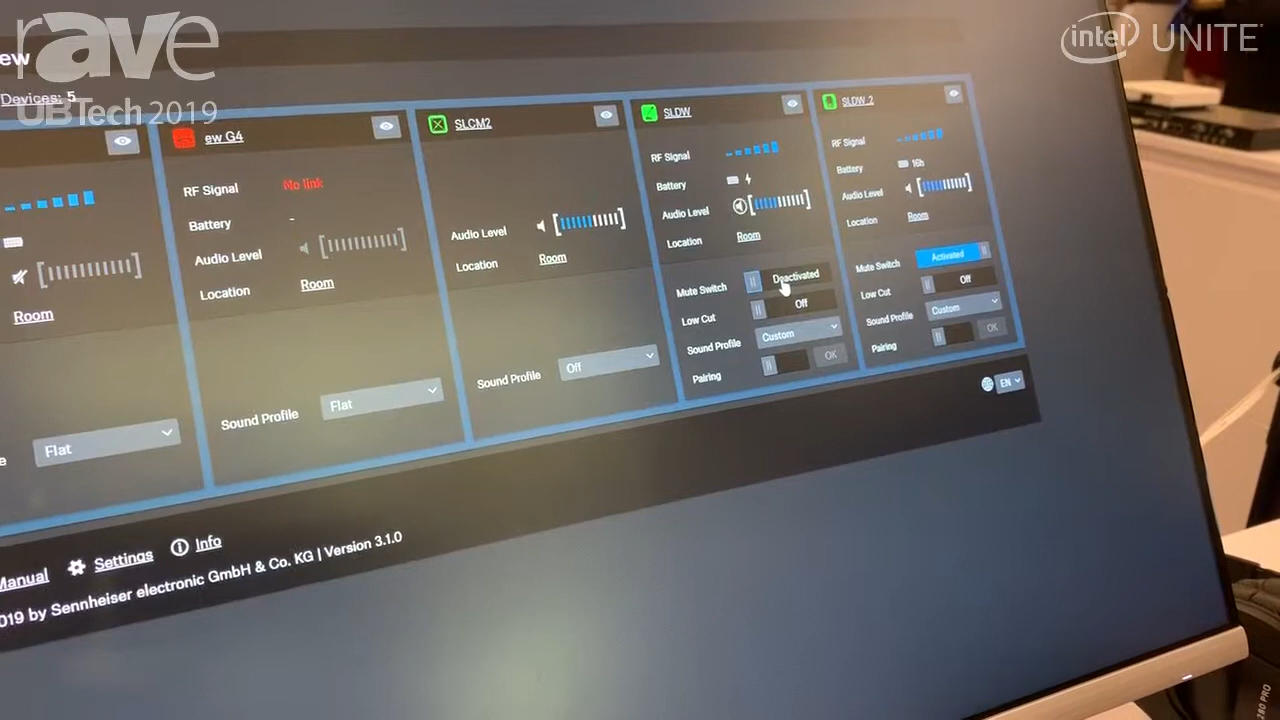 rAVe
UBTech 2019
intel UNITE
ew
Devices: 5
ew G4
RF Signal No link
Battery -
Audio Level
Location Room
Sound Profile Flat
Room
Flat
SLCM2
Audio Level
Location Room
Sound Profile Off
SLDW
RF Signal
Battery
Audio Level
Location Room
Mute Switch Deactivated
Low Cut Off
Sound Profile Custom
Pairing OK
SLDW 2
RF Signal
Battery 16h
Audio Level
Location Room
Mute Switch Activated
Low Cut Off
Sound Profile Custom
Pairing OK
EN
Manual Settings Info
2019 by Sennheiser electronic GmbH & Co. KG | Version 3.1.0